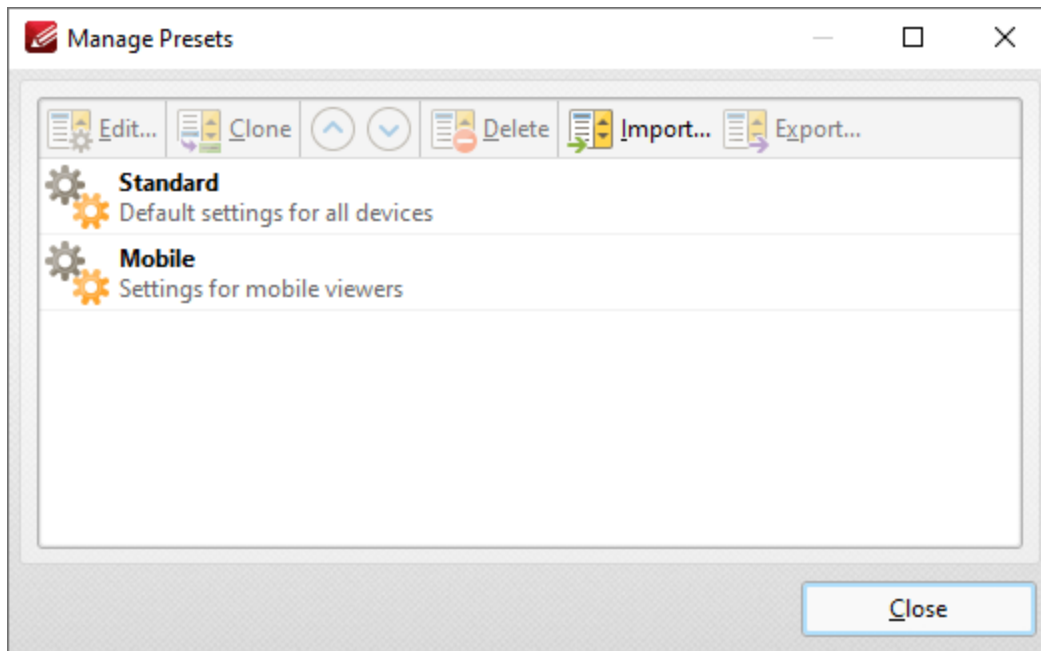 Manage Presets
Edit... Clone Delete Import... Export...
Standard
Default settings for all devices
Mobile
Settings for mobile viewers
Close